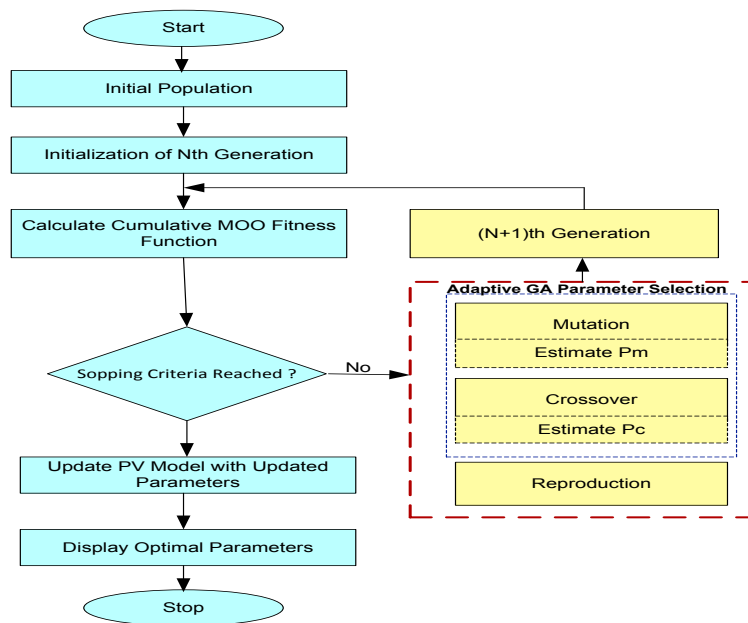 Start
Initial Population
Initialization of Nth Generation
Calculate Cumulative MOO Fitness
Function
Sopping Criteria Reached ?
No
Update PV Model with Updated
Parameters
Display Optimal Parameters
Stop
(N+1)th Generation
Adaptive GA Parameter Selection
Mutation
Estimate Pm
Crossover
Estimate Pc
Reproduction